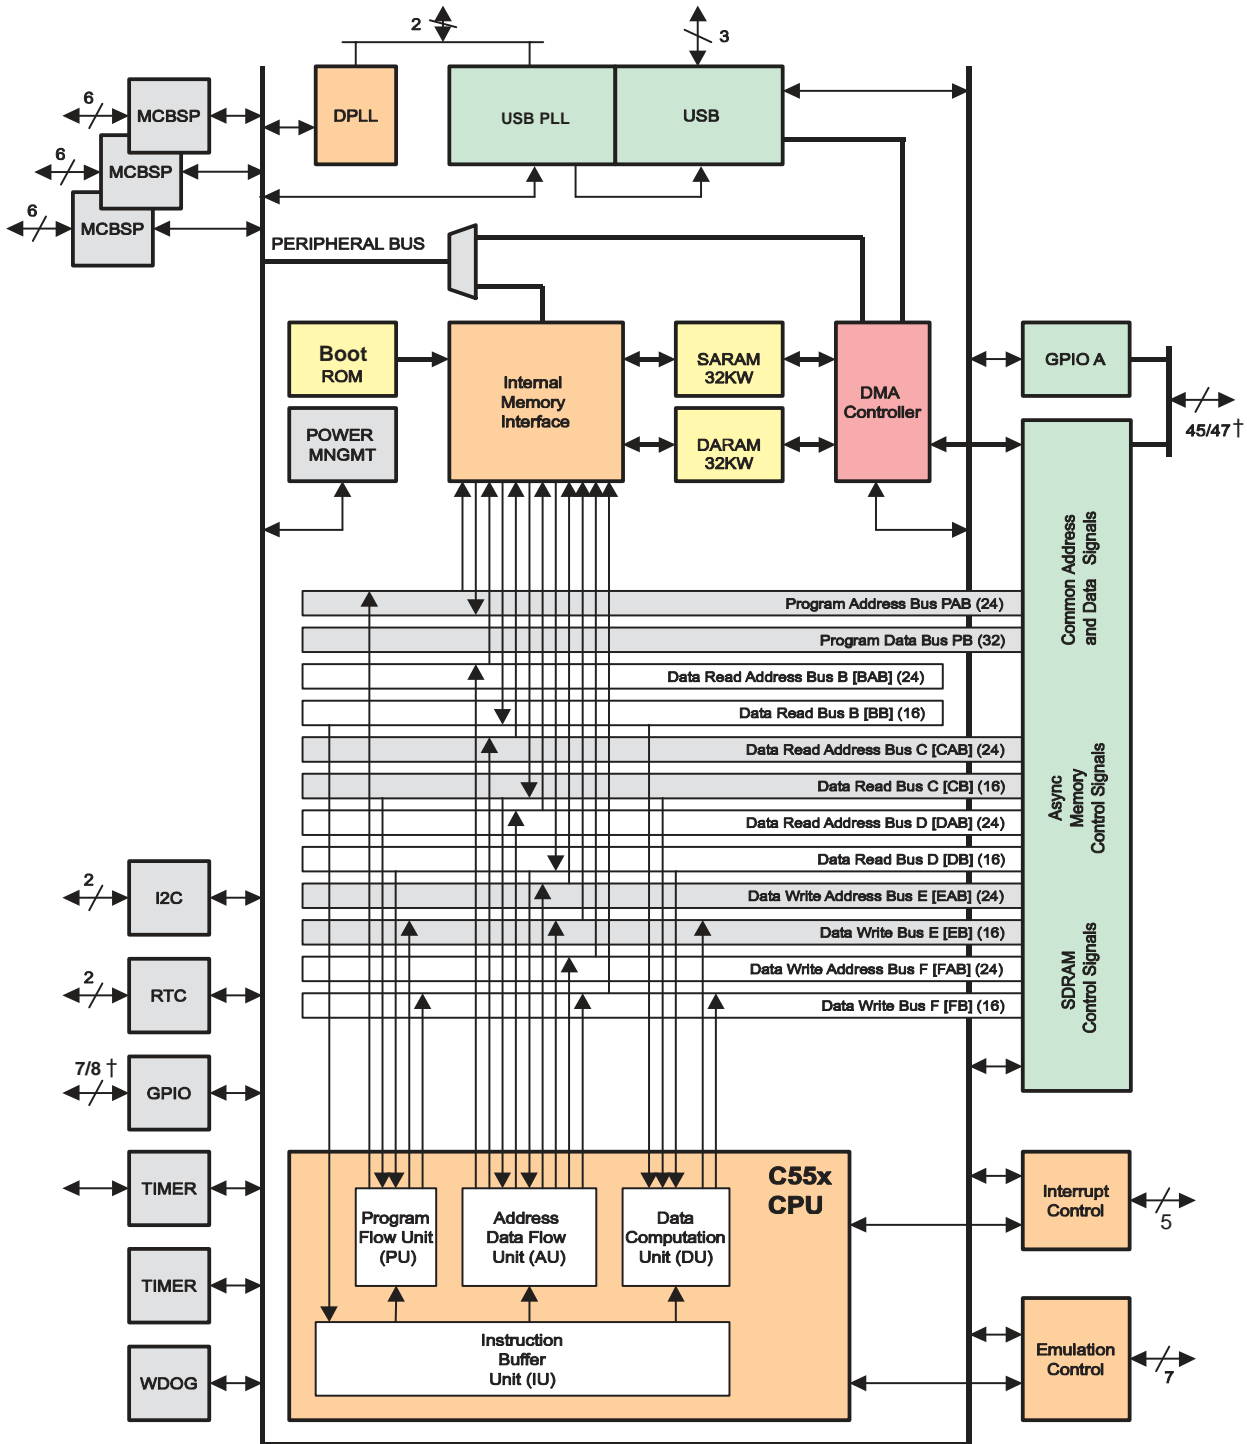 2
3
6
MCBSP
DPLL
USB PLL
USB
6
MCBSP
6
MCBSP
PERIPHERAL BUS
Boot
ROM
Internal
Memory
Interface
SARAM
32KW
DMA
Controller
GPIO A
45/47†
POWER
MNGMT
DARAM
32KW
Common Address
and Data Signals
Async
Memory
Control Signals
SDRAM
Control Signals
Program Address Bus PAB (24)
Program Data Bus PB (32)
Data Read Address Bus B [BAB] (24)
Data Read Bus B [BB] (16)
Data Read Address Bus C [CAB] (24)
Data Read Bus C [CB] (16)
Data Read Address Bus D [DAB] (24)
Data Read Bus D [DB] (16)
Data Write Address Bus E [EAB] (24)
Data Write Bus E [EB] (16)
Data Write Address Bus F [FAB] (24)
Data Write Bus F [FB] (16)
2
I2C
2
RTC
7/8 †
GPIO
TIMER
TIMER
WDOG
C55x
CPU
Program
Flow Unit
(PU)
Address
Data Flow
Unit (AU)
Data
Computation
Unit (DU)
Instruction
Buffer
Unit (IU)
Interrupt
Control
5
Emulation
Control
7